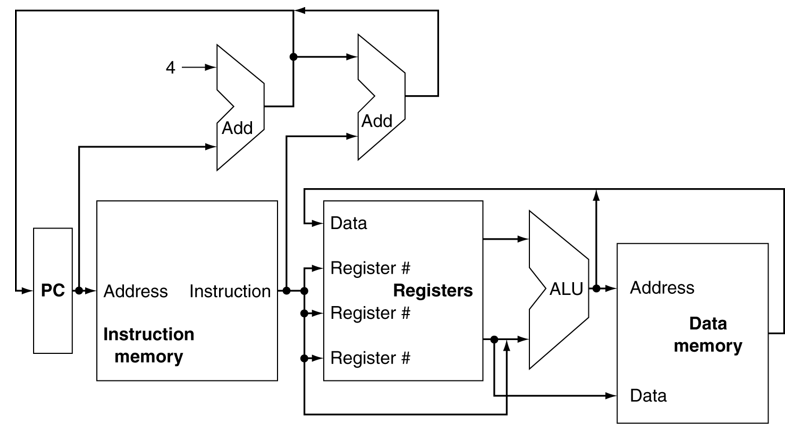 4
Add
Add
Data
Register #
PC
Address
Instruction
Registers
ALU
Address
Register #
Instruction
memory
Data
memory
Register #
Data